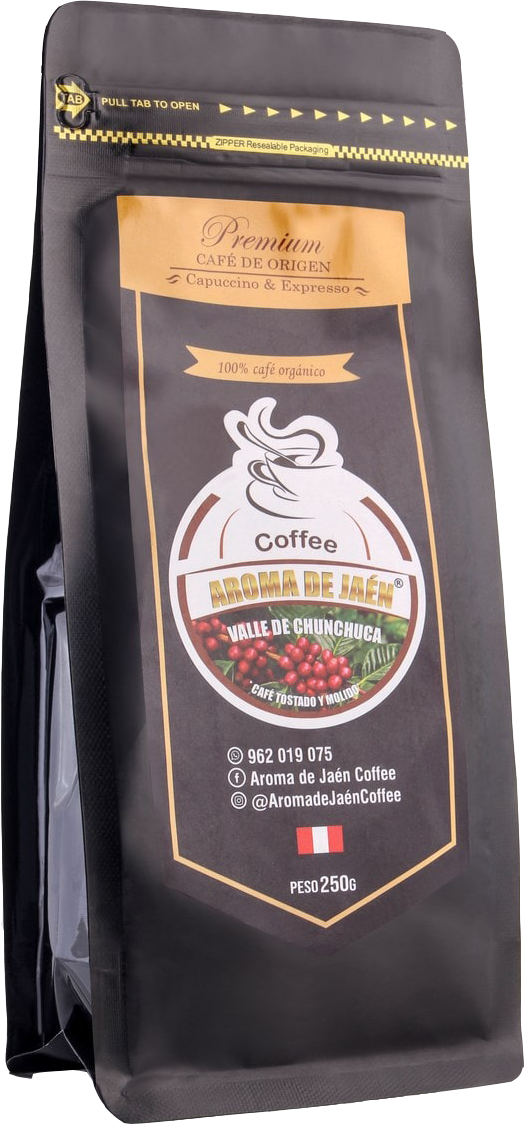 TAB
PULL TAB TO OPEN
ZIPPER Resealable Packaging
Premium
CAFÉ DE ORIGEN
Capuccino & Expresso
100% café orgánico
Coffee
AROMA DE JAÉN®
VALLE DE CHUNCHUCA
CAFÉ TOSTADO Y MOLIDO
962 019 075
Aroma de Jaén Coffee
@AromadeJaénCoffee
PESO 250G